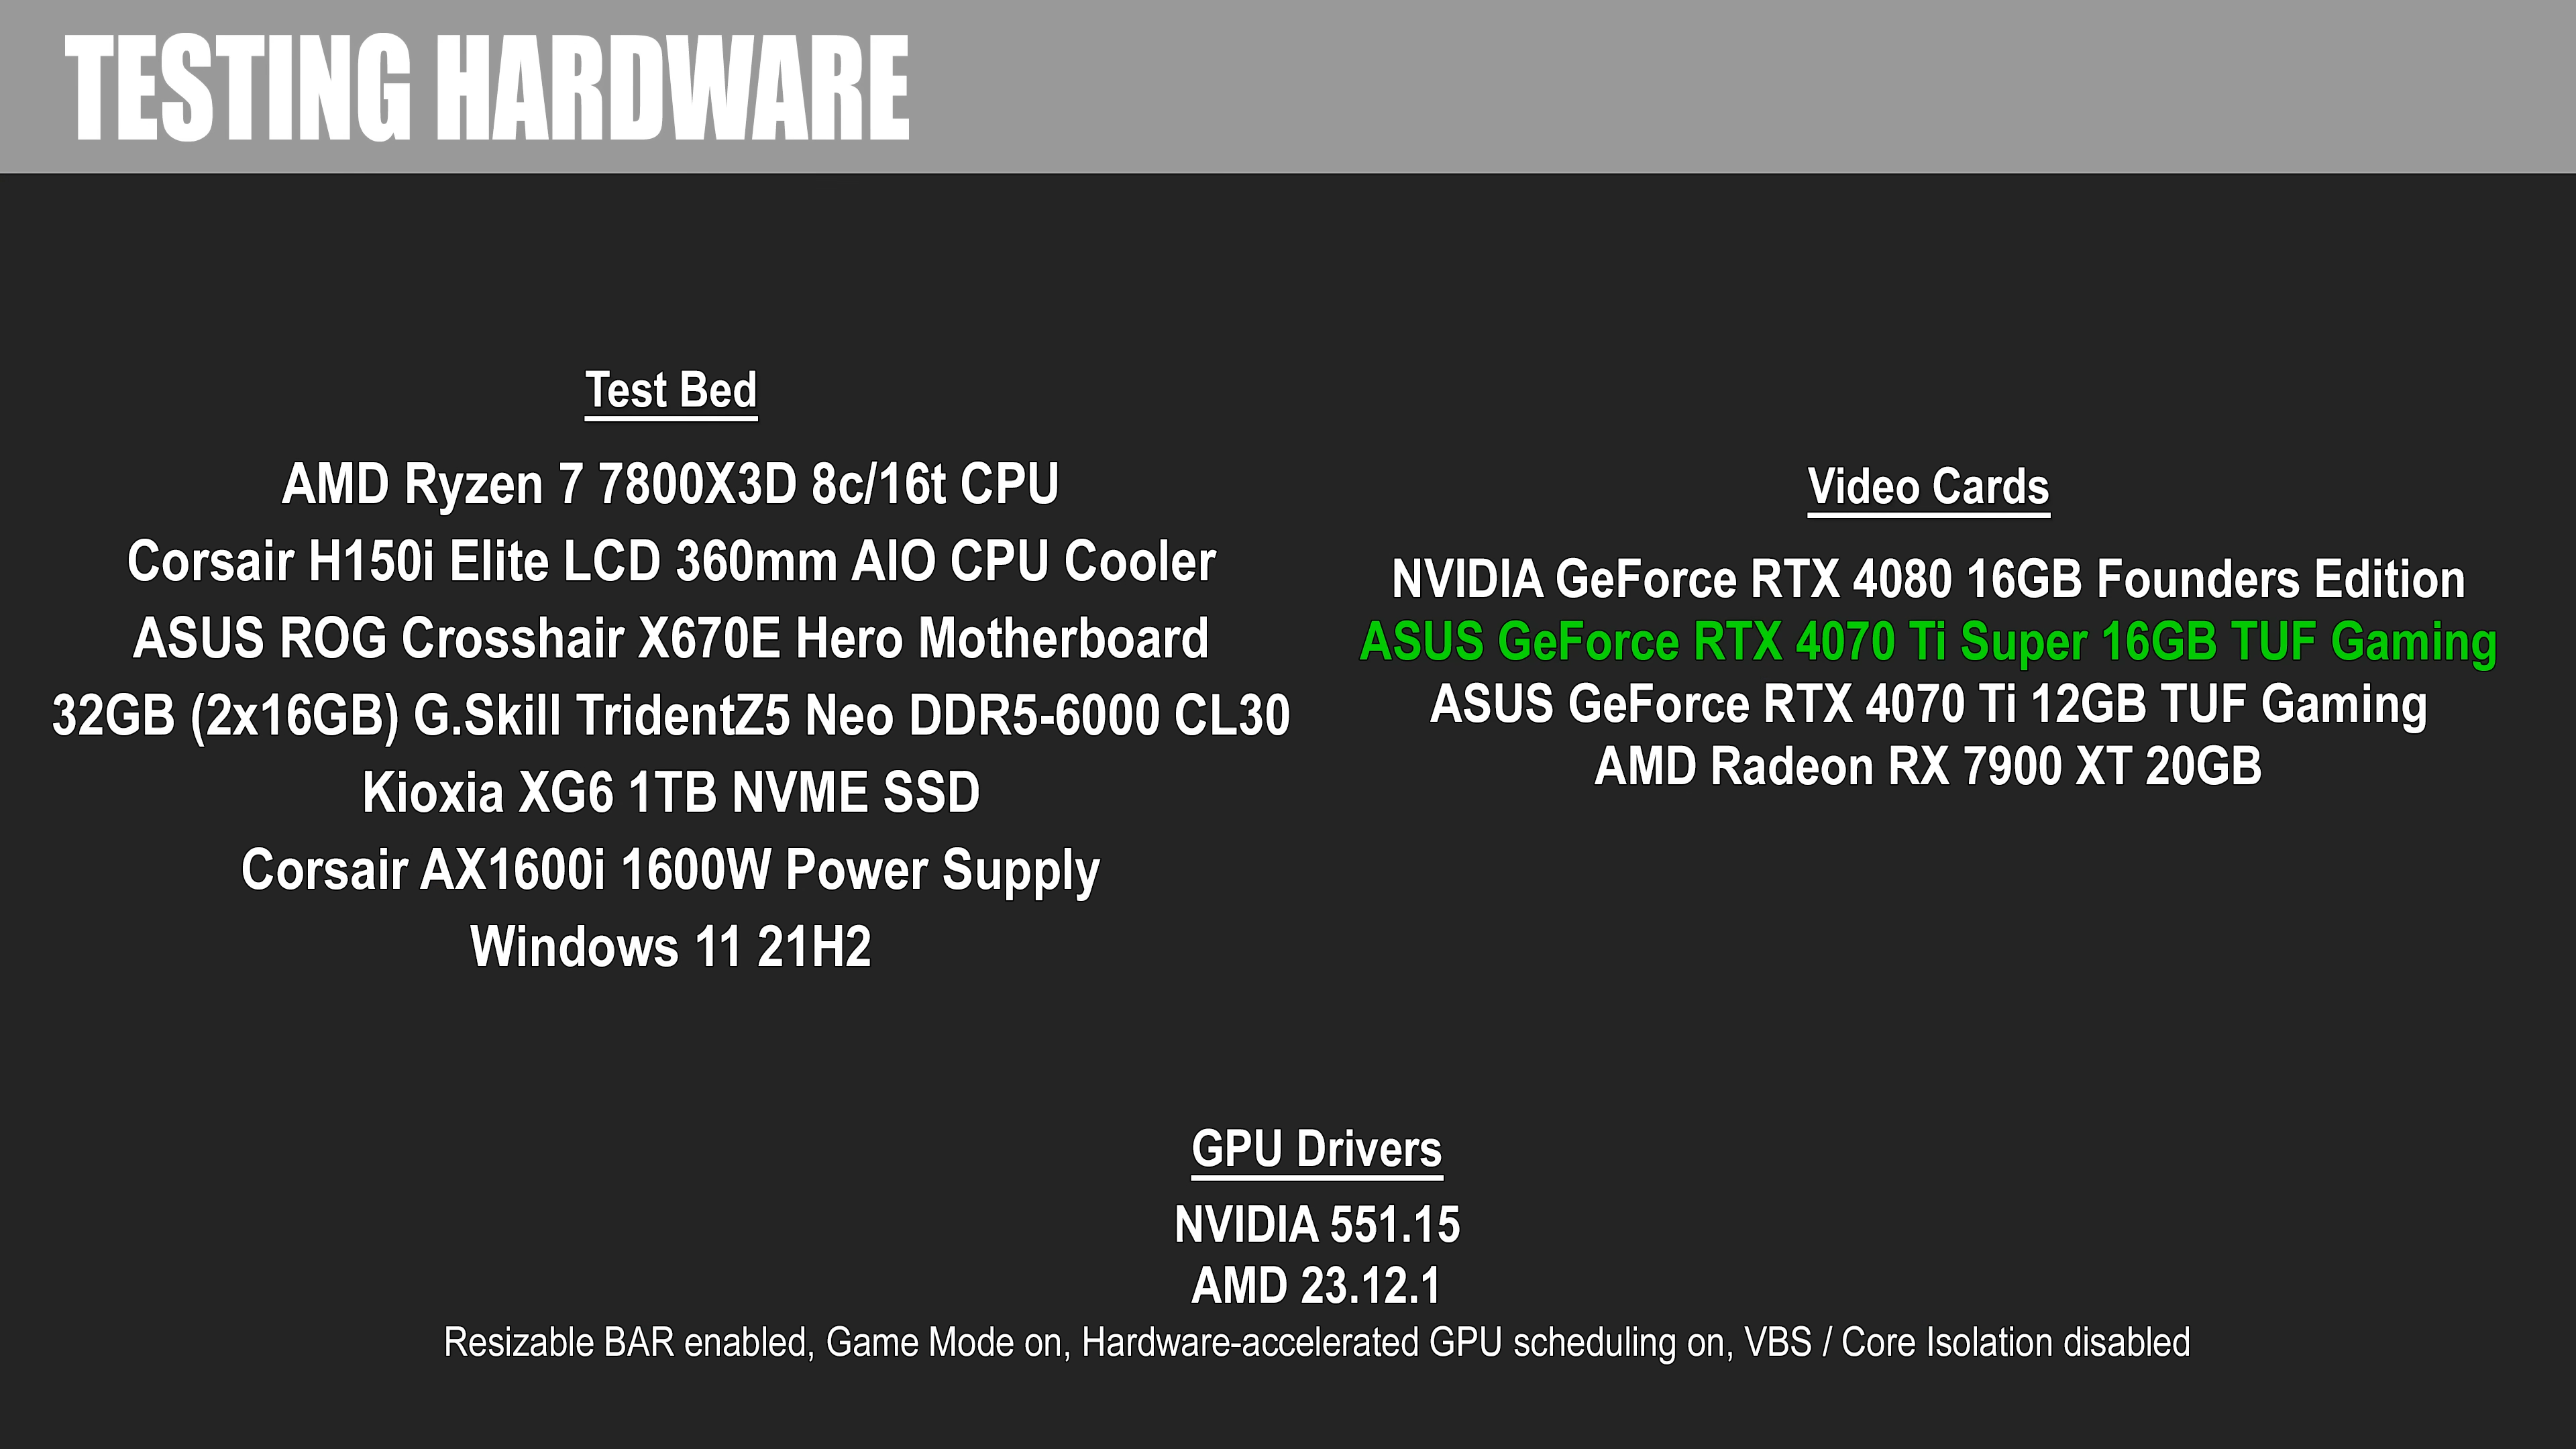 TESTING HARDWARE
Test Bed
AMD Ryzen 7 7800X3D 8c/16t CPU
Corsair H150i Elite LCD 360mm AIO CPU Cooler
ASUS ROG Crosshair X670E Hero Motherboard
32GB (2x16GB) G.Skill TridentZ5 Neo DDR5-6000 CL30
Kioxia XG6 1TB NVME SSD
Corsair AX1600i 1600W Power Supply
Windows 11 21H2
Video Cards
NVIDIA GeForce RTX 4080 16GB Founders Edition
ASUS GeForce RTX 4070 Ti Super 16GB TUF Gaming
ASUS GeForce RTX 4070 Ti 12GB TUF Gaming
AMD Radeon RX 7900 XT 20GB
GPU Drivers
NVIDIA 551.15
AMD 23.12.1
Resizable BAR enabled, Game Mode on, Hardware-accelerated GPU scheduling on, VBS / Core Isolation disabled